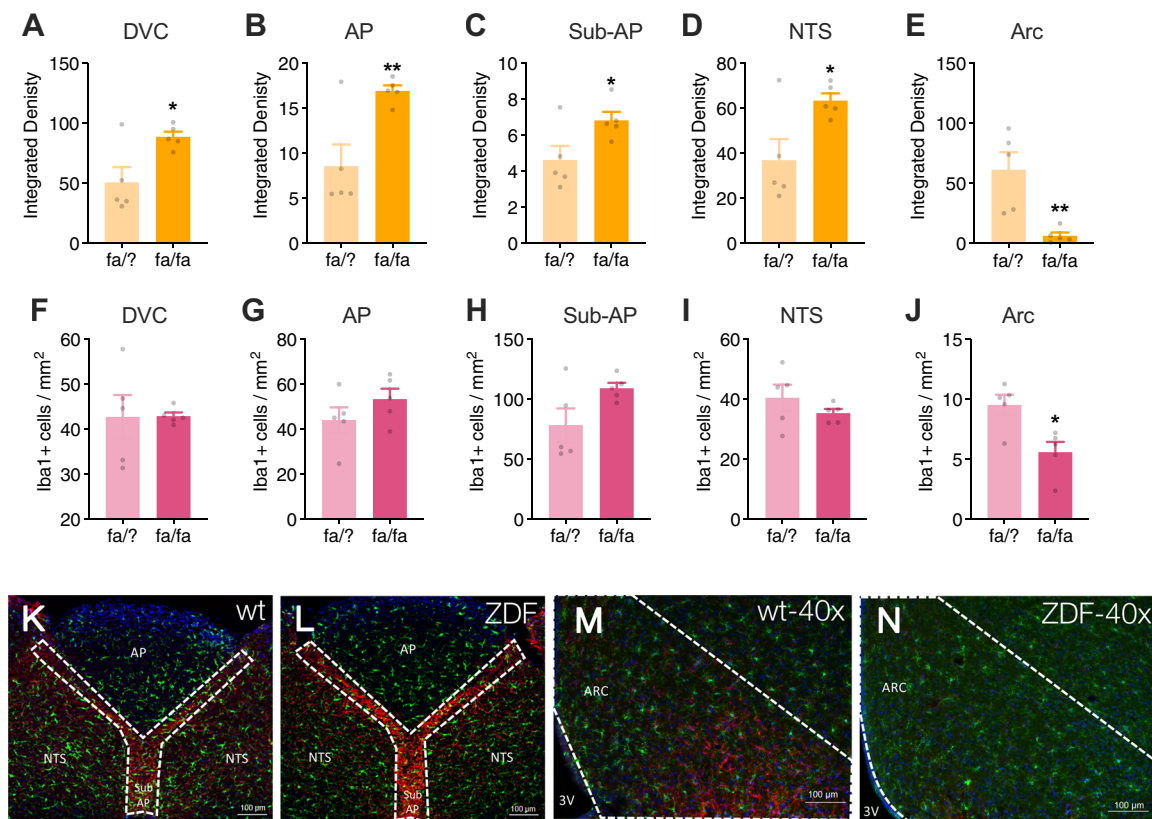 A DVC
Integrated Denisty
150
100
50
0
*
fa/? fa/fa
B AP
Integrated Denisty
20
15
10
5
0
**
fa/? fa/fa
C Sub-AP
Integrated Denisty
10
8
6
4
2
0
*
fa/? fa/fa
D NTS
Integrated Denisty
80
60
40
20
0
*
fa/? fa/fa
E Arc
Integrated Denisty
150
100
50
0
**
fa/? fa/fa
F DVC
Iba1+ cells / mm²
60
50
40
30
20
fa/? fa/fa
G AP
Iba1+ cells / mm²
80
60
40
20
0
fa/? fa/fa
H Sub-AP
Iba1+ cells / mm²
150
100
50
0
fa/? fa/fa
I NTS
Iba1+ cells / mm²
80
60
40
20
0
fa/? fa/fa
J Arc
Iba1+ cells / mm²
15
10
5
0
*
fa/? fa/fa
K wt
AP
NTS NTS
Sub
AP
100 µm
L ZDF
AP
NTS NTS
Sub
AP
100 µm
M wt-40x
ARC
3V
100 µm
N ZDF-40x
ARC
3V
100 µm